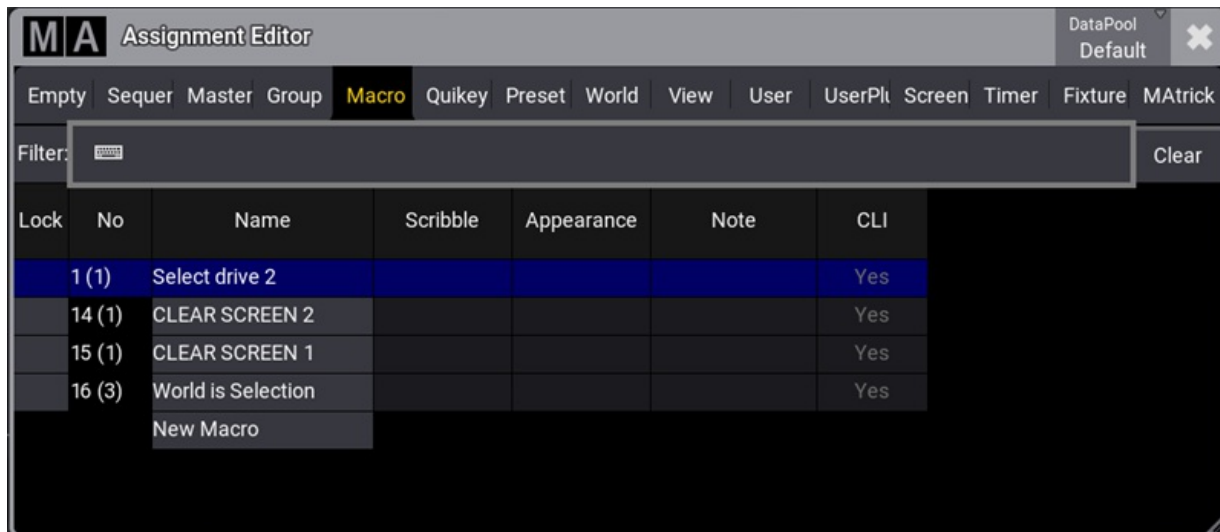 MA Assignment Editor DataPool Default
Empty Sequer Master Group Macro Quikey Preset World View User UserPlu Screen Timer Fixture MAtrick
Filter: Clear
Lock No Name Scribble Appearance Note CLI
1 (1) Select drive 2 Yes
14 (1) CLEAR SCREEN 2 Yes
15 (1) CLEAR SCREEN 1 Yes
16 (3) World is Selection Yes
New Macro